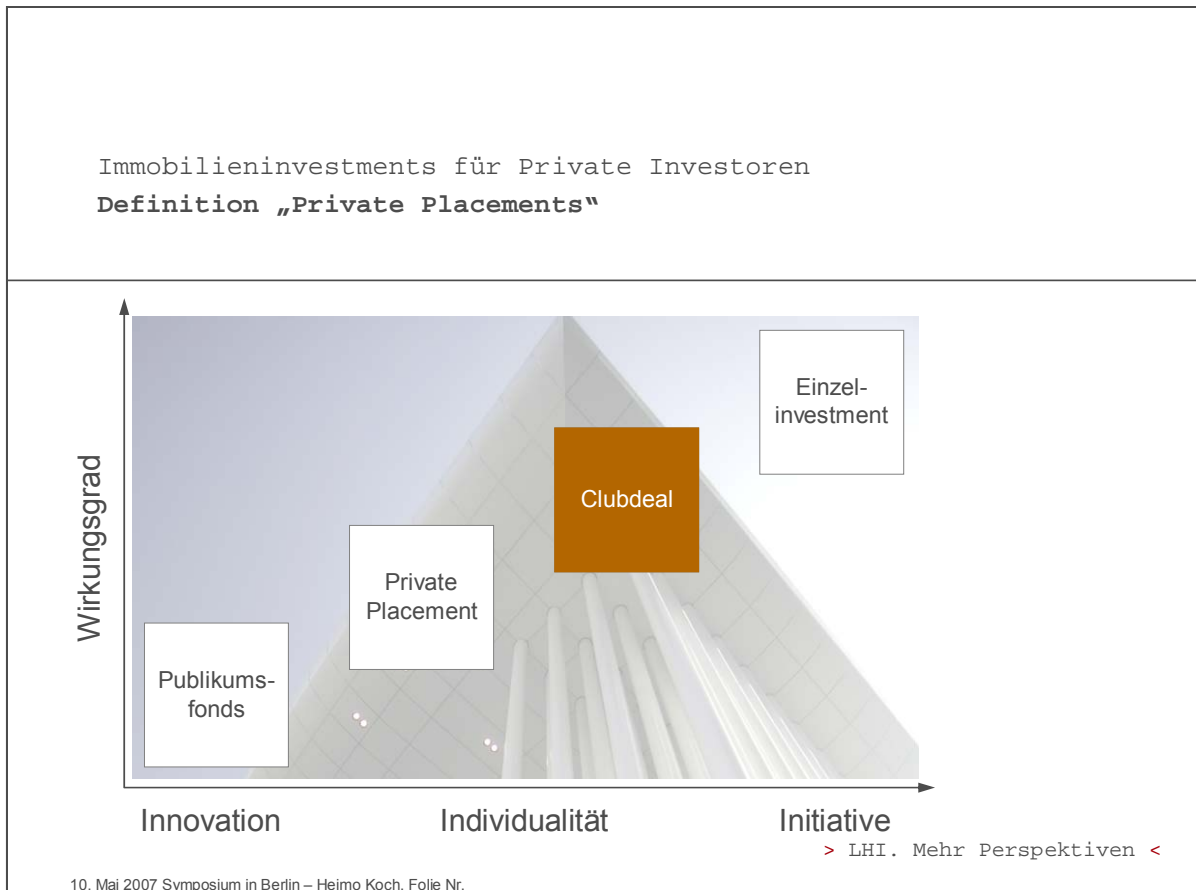 Immobilieninvestments für Private Investoren
Definition „Private Placements“
Wirkungsgrad
Einzel-
investment
Clubdeal
Private
Placement
Publikums-
fonds
Innovation
Individualität
Initiative
> LHI. Mehr Perspektiven <
10. Mai 2007 Symposium in Berlin – Heimo Koch, Folie Nr.